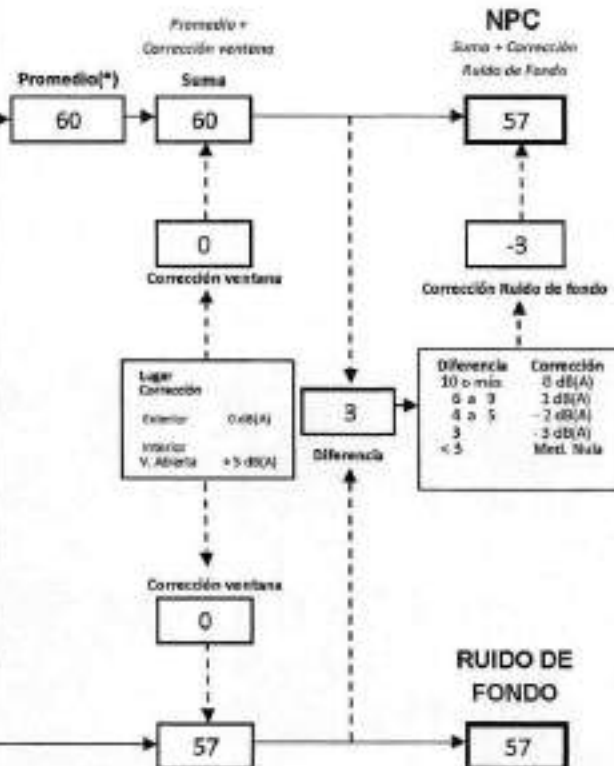 Promedio +
Corrección ventana
NPC
Suma + Corrección
Ruido de Fondo
Promedio(*)
Suma
60
60
57
0
-3
Corrección ventana
Corrección Ruido de fondo
Lugar
Corrección
Exterior 0 dB(A)
Interior
V. Abierta + 5 dB(A)
3
Diferencia
Diferencia Corrección
10 o más 0 dB(A)
6 a 9
4 a 5 - 2 dB(A)
3 - 3 dB(A)
Med. Nula
Corrección ventana
0
RUIDO DE
FONDO
57
57